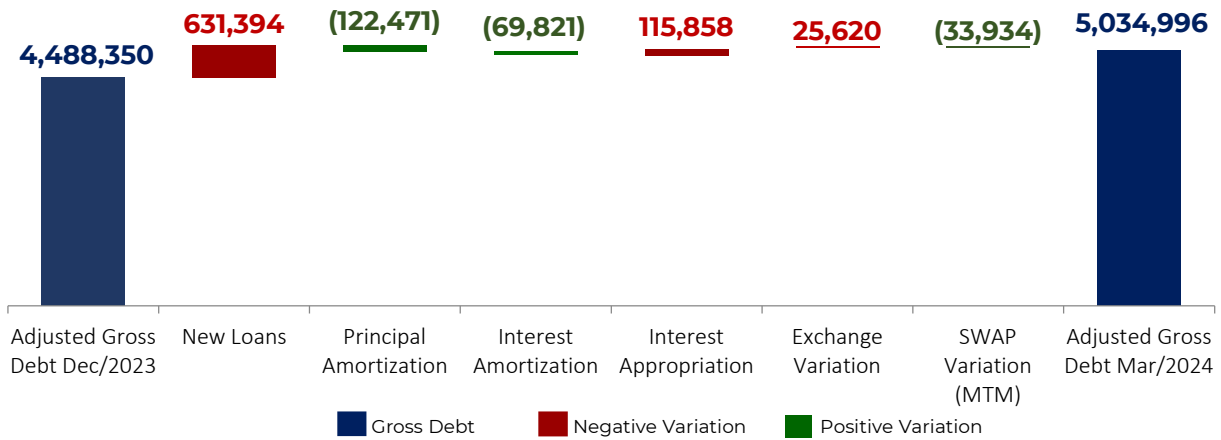 4,488,350
631,394
(122,471)
(69,821)
115,858
25,620
(33,934)
5,034,996
Adjusted Gross
Debt Dec/2023
New Loans
Principal
Amortization
Interest
Amortization
Interest
Appropriation
Exchange
Variation
SWAP
Variation
(MTM)
Adjusted Gross
Debt Mar/2024
Gross Debt
Negative Variation
Positive Variation